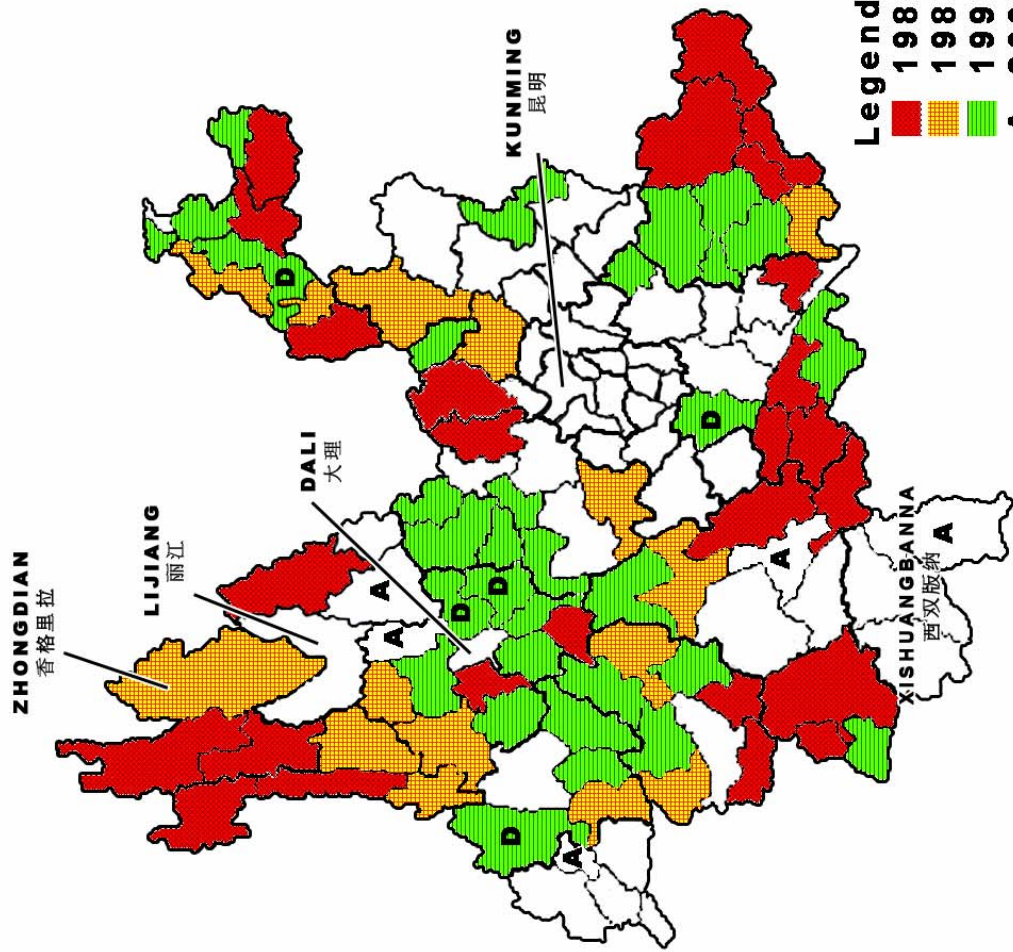 ZHONGDIAN
香格里拉
LIJIANG
丽江
DALI
大理
KUNMING
昆明
XISHUANGBANNA
西双版纳
D
D
D
D
D
A
A
A
A
A
Legend
198
198
199
A